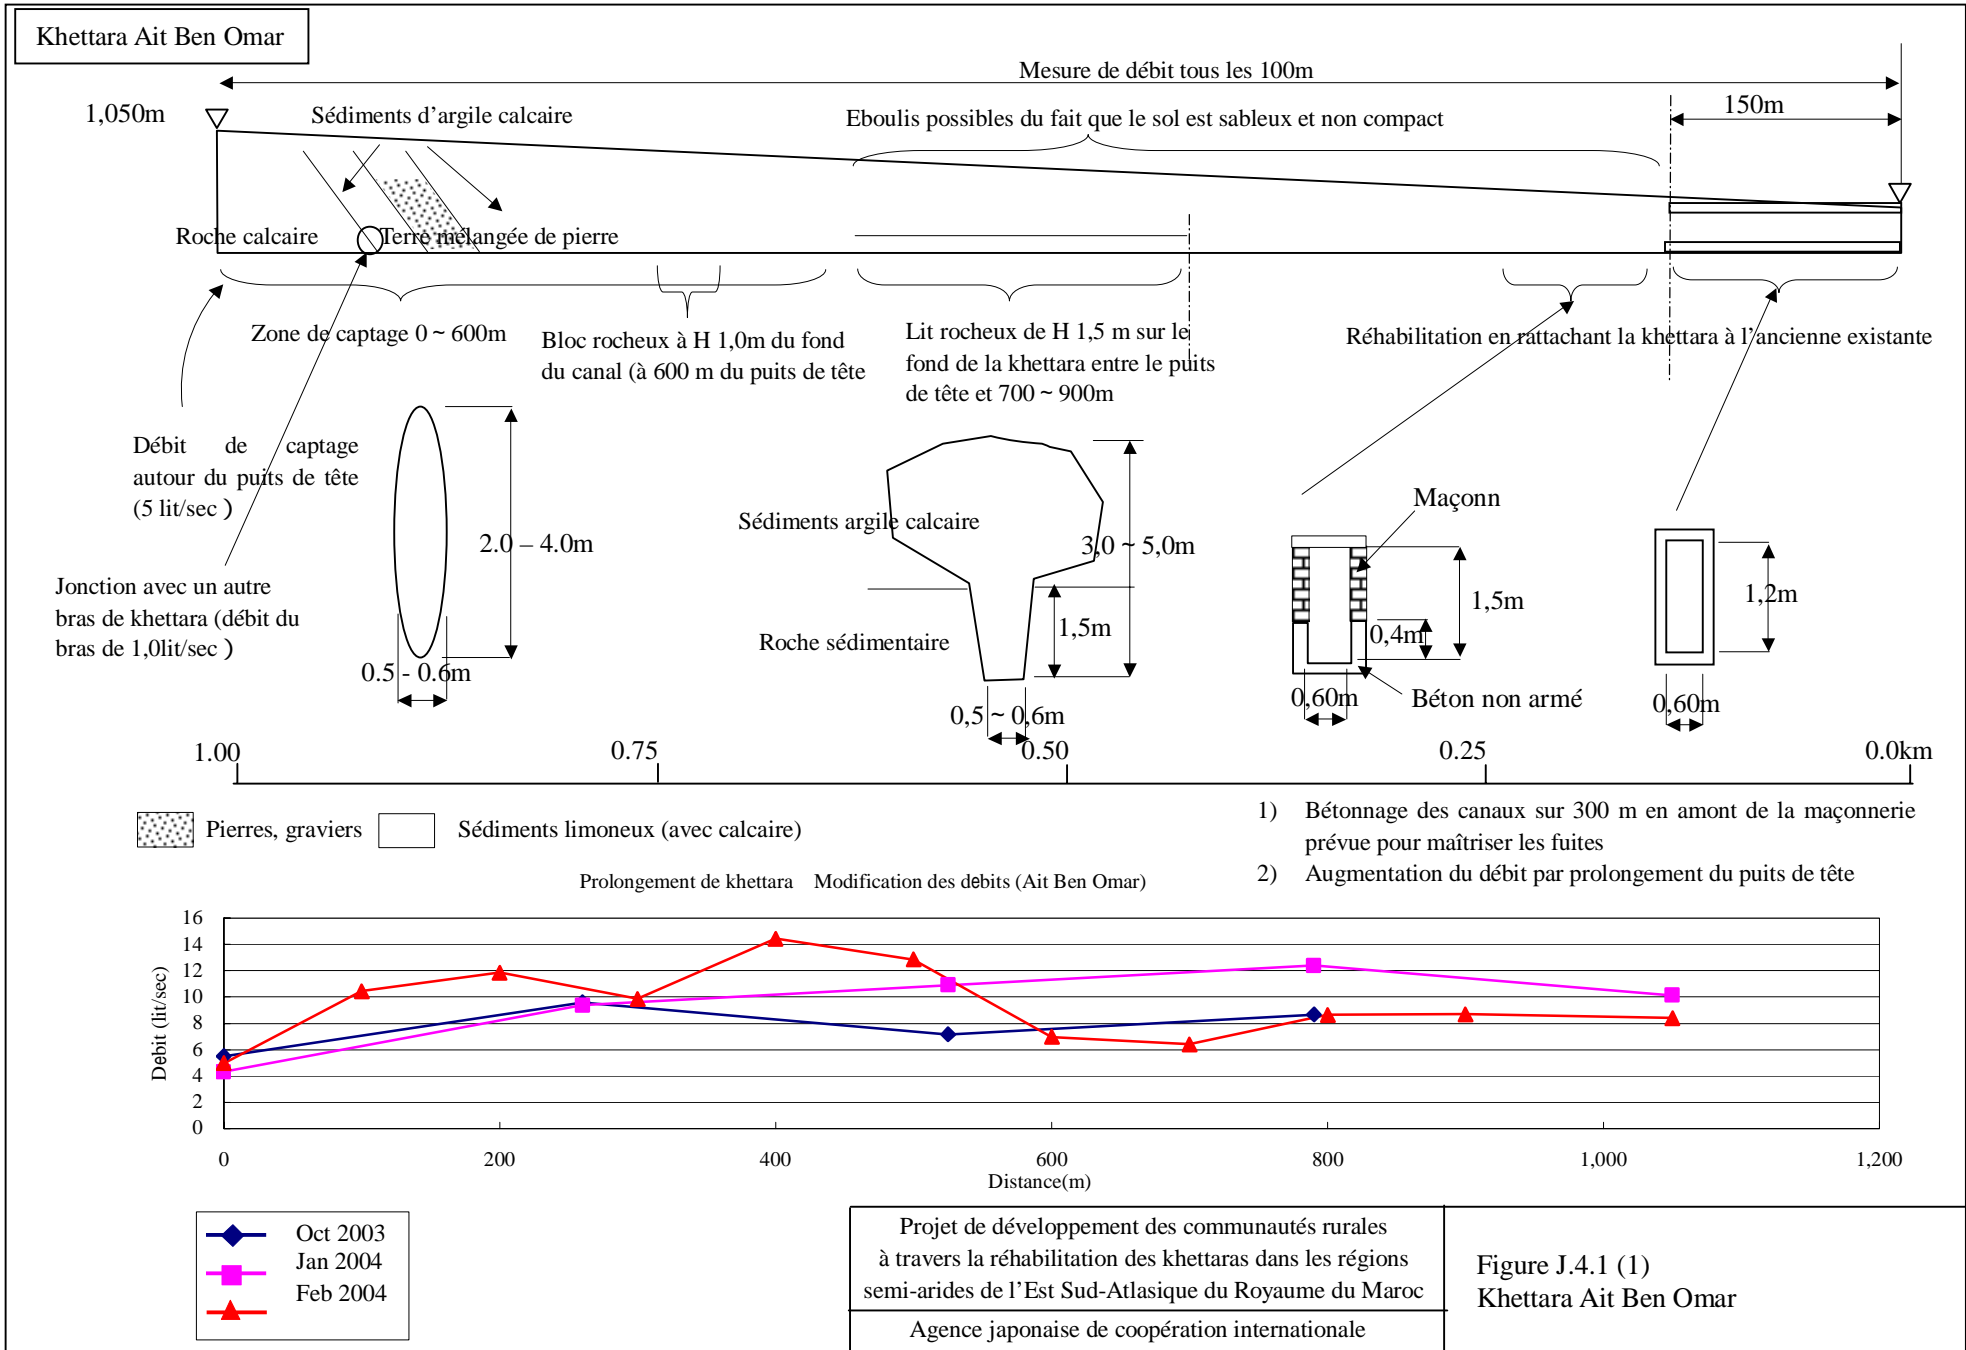 Khettara Ait Ben Omar
Mesure de débit tous les 100m
1,050m
Sédiments d'argile calcaire
Eboulis possibles du fait que le sol est sableux et non compact
150m
Roche calcaire
Terre mélangée de pierre
Zone de captage 0 ~ 600m
Bloc rocheux à H 1,0m du fond
du canal (à 600 m du puits de tête
Lit rocheux de H 1,5 m sur le
fond de la khettara entre le puits
de tête et 700 ~ 900m
Réhabilitation en rattachant la khettara à l'ancienne existante
Débit de captage
autour du puits de tête
(5 lit/sec )
Jonction avec un autre
bras de khettara (débit du
bras de 1,0lit/sec )
2.0 – 4.0m
0.5 - 0.6m
Sédiments argile calcaire
3,0 ~ 5,0m
Roche sédimentaire
1,5m
0,5 ~ 0,6m
Maçonn
1,5m
0,4m
0,60m
Béton non armé
1,2m
0,60m
1.00
0.75
0.50
0.25
0.0km
Pierres, graviers
Sédiments limoneux (avec calcaire)
1) Bétonnage des canaux sur 300 m en amont de la maçonnerie
prévue pour maîtriser les fuites
2) Augmentation du débit par prolongement du puits de tête
Prolongement de khettara Modification des debits (Ait Ben Omar)
Debit (lit/sec)
16
14
12
10
8
6
4
2
0
0 200 400 600 800 1,000 1,200
Distance(m)
Oct 2003
Jan 2004
Feb 2004
Projet de développement des communautés rurales
à travers la réhabilitation des khettaras dans les régions
semi-arides de l'Est Sud-Atlasique du Royaume du Maroc
Agence japonaise de coopération internationale
Figure J.4.1 (1)
Khettara Ait Ben Omar